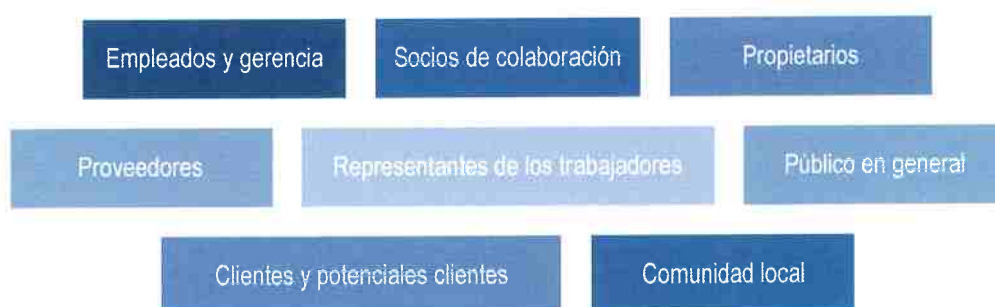 Empleados y gerencia
Socios de colaboración
Propietarios
Proveedores
Representantes de los trabajadores
Público en general
Clientes y potenciales clientes
Comunidad local